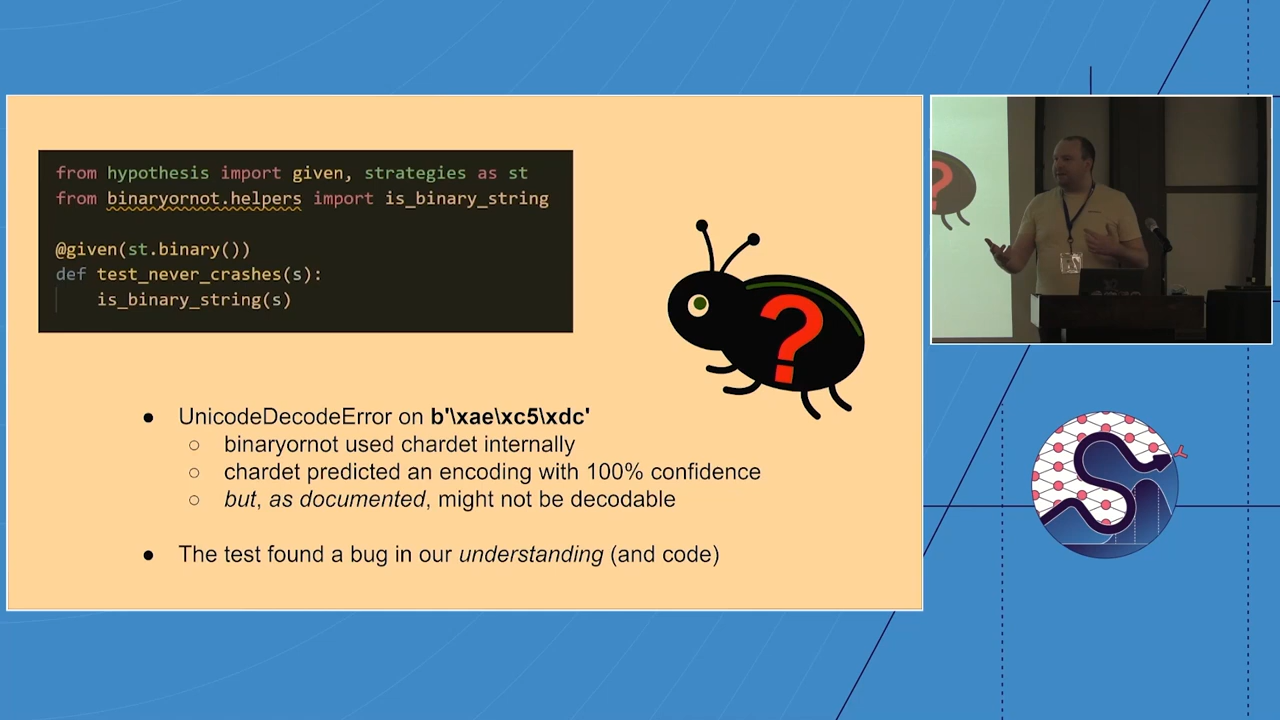 from hypothesis import given, strategies as st
from binaryornot.helpers import is_binary_string
@given(st.binary())
def test_never_crashes(s):
    is_binary_string(s)
?
● UnicodeDecodeError on b'\xae\xc5\xdc'
○ binaryornot used chardet internally
○ chardet predicted an encoding with 100% confidence
○ but, as documented, might not be decodable
● The test found a bug in our understanding (and code)
?